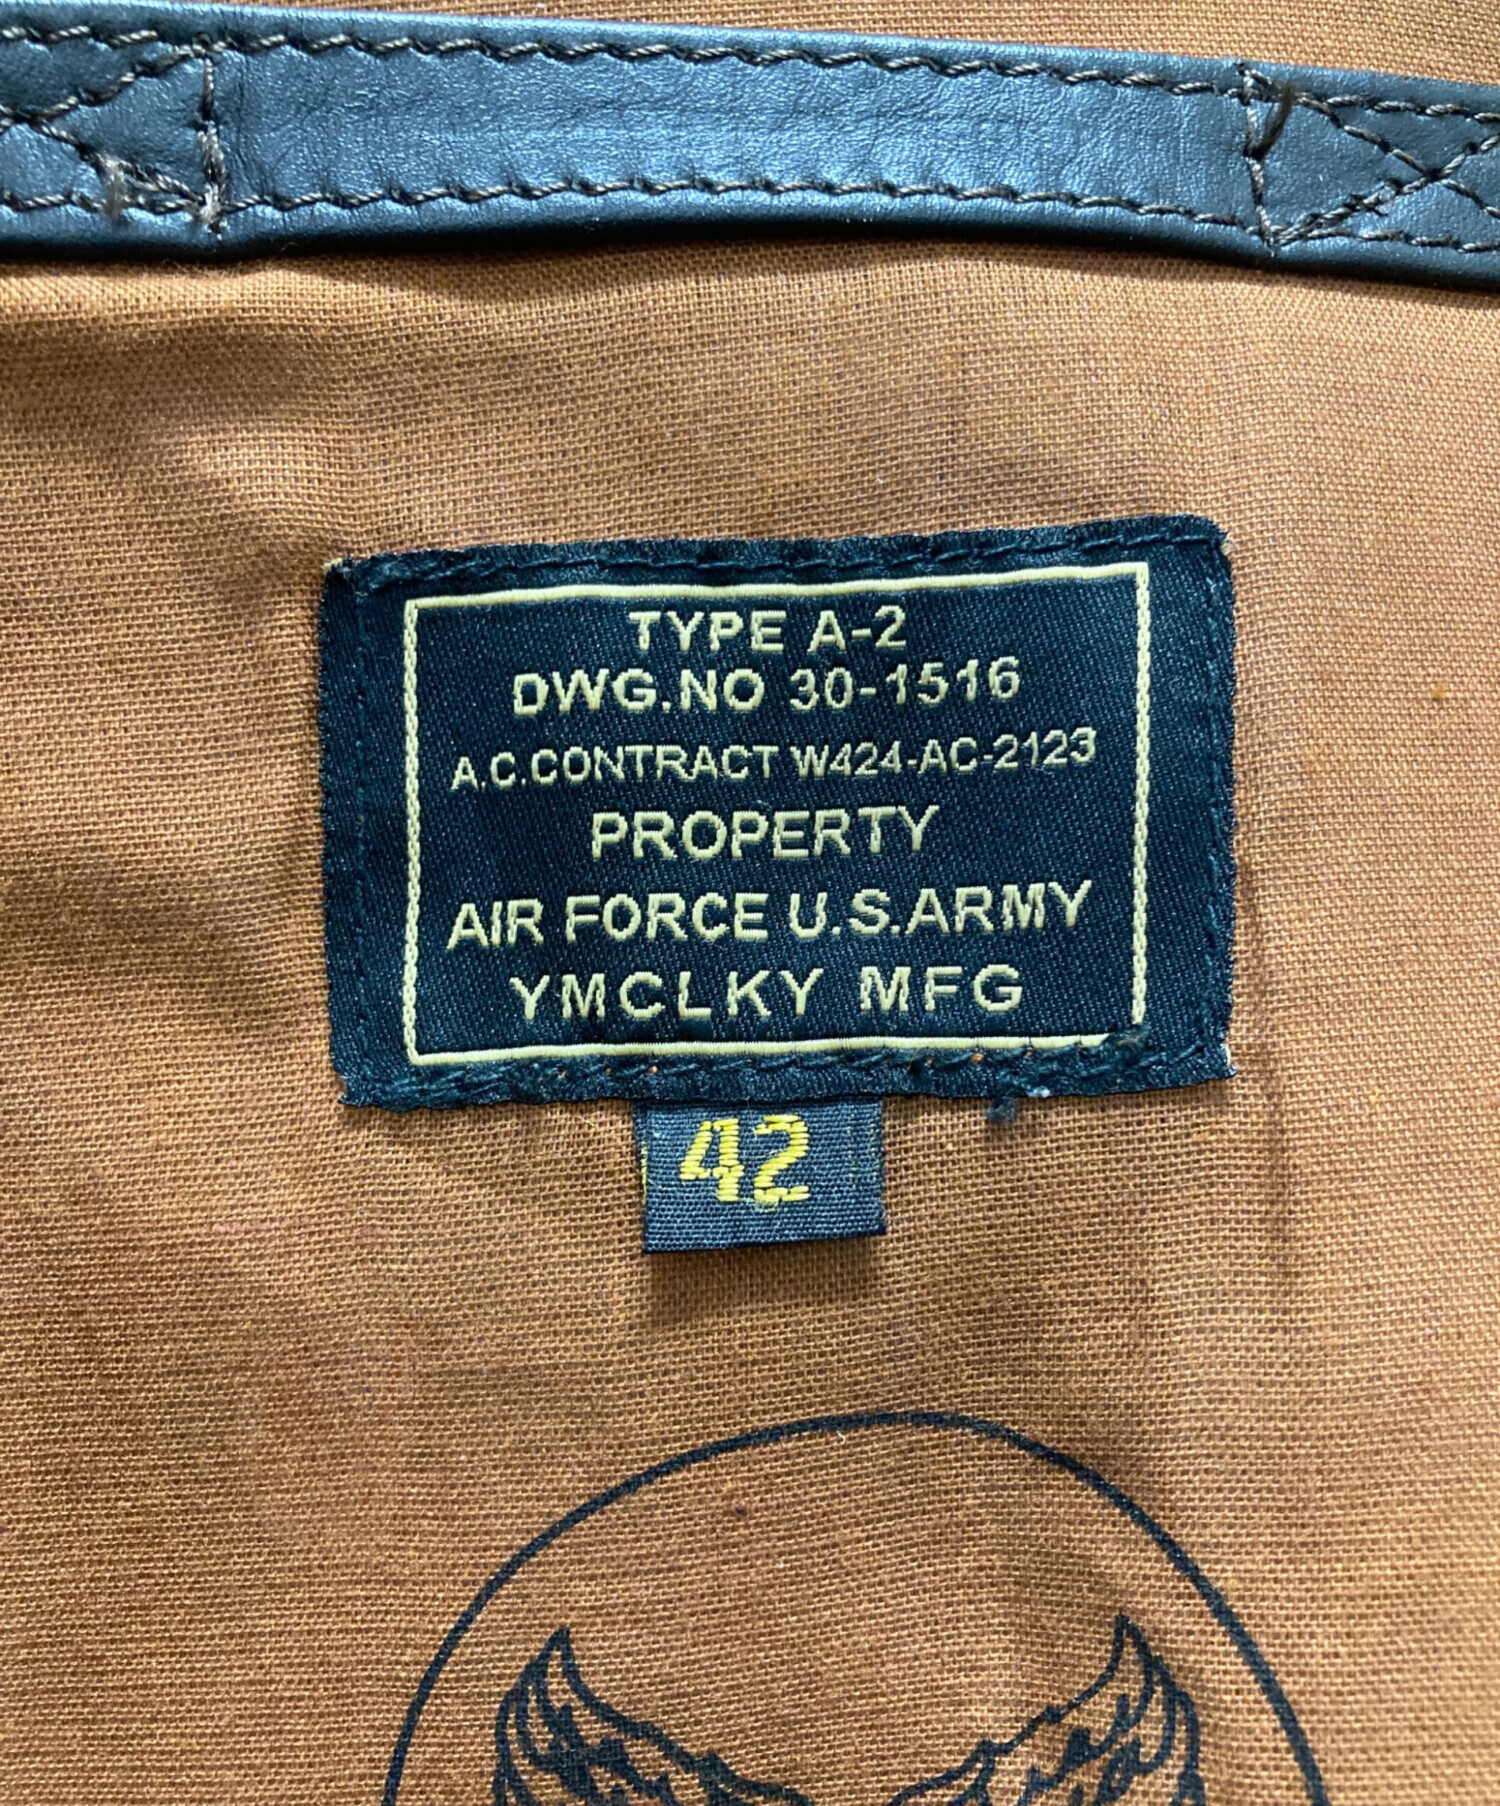 TYPE A-2
DWG.NO 30-1516
A.C.CONTRACT W424-AC-2123
PROPERTY
AIR FORCE U.S.ARMY
YMCLKY MFG
42